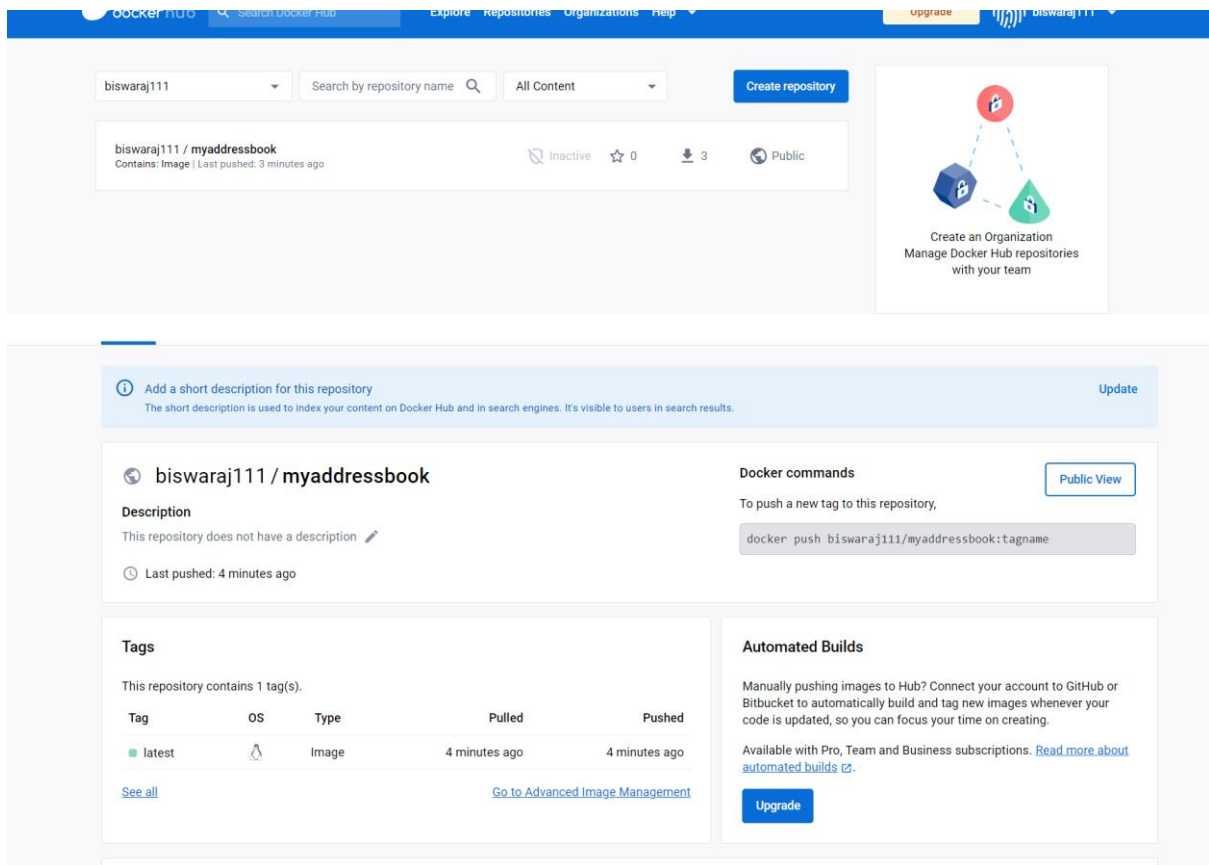 docker hub Search Docker Hub Explore Repositories Organizations Help Upgrade biswaraj111
biswaraj111 Search by repository name All Content Create repository
biswaraj111 / myaddressbook
Contains: Image | Last pushed: 3 minutes ago
Inactive 0 3 Public
Create an Organization
Manage Docker Hub repositories
with your team
Add a short description for this repository Update
The short description is used to index your content on Docker Hub and in search engines. It's visible to users in search results.
biswaraj111 / myaddressbook
Description
This repository does not have a description
Last pushed: 4 minutes ago
Docker commands
Public View
To push a new tag to this repository,
docker push biswaraj111/myaddressbook:tagname
Tags
This repository contains 1 tag(s).
Tag OS Type Pulled Pushed
latest Image 4 minutes ago 4 minutes ago
See all Go to Advanced Image Management
Automated Builds
Manually pushing images to Hub? Connect your account to GitHub or
Bitbucket to automatically build and tag new images whenever your
code is updated, so you can focus your time on creating.
Available with Pro, Team and Business subscriptions. Read more about
automated builds.
Upgrade